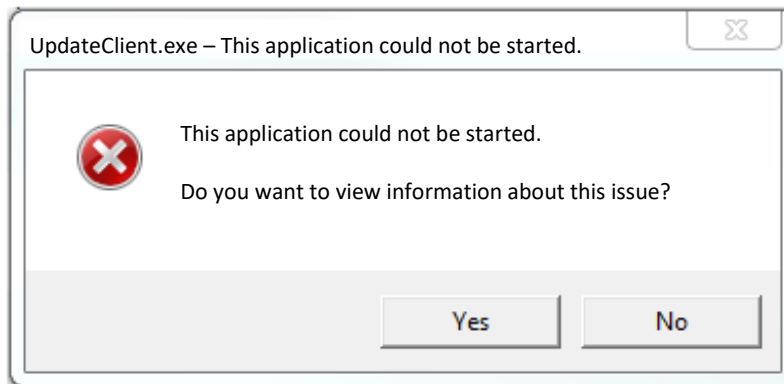 UpdateClient.exe – This application could not be started.
This application could not be started.
Do you want to view information about this issue?
Yes
No